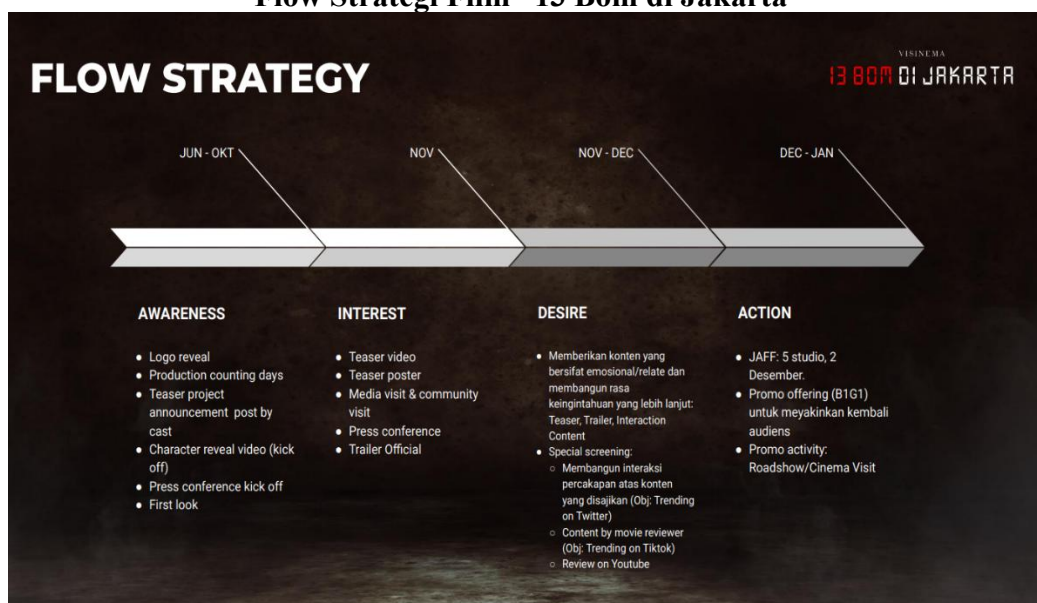 Flow Strategi Film "13 Bom di Jakarta"
FLOW STRATEGY
VISINEMA
13 BOM DI JAKARTA
JUN - OKT
NOV
NOV - DEC
DEC - JAN
AWARENESS
● Logo reveal
● Production counting days
● Teaser project
announcement post by
cast
● Character reveal video (kick
off)
● Press conference kick off
● First look
INTEREST
● Teaser video
● Teaser poster
● Media visit & community
visit
● Press conference
● Trailer Official
DESIRE
● Memberikan konten yang
bersifat emosional/relate dan
membangun rasa
keingintahuan yang lebih lanjut:
Teaser, Trailer, Interaction
Content
● Special screening:
○ Membangun interaksi
percakapan atas konten
yang disajikan (Obj: Trending
on Twitter)
○ Content by movie reviewer
(Obj: Trending on Tiktok)
○ Review on Youtube
ACTION
● JAFF: 5 studio, 2
Desember.
● Promo offering (B1G1)
untuk meyakinkan kembali
audiens
● Promo activity:
Roadshow/Cinema Visit